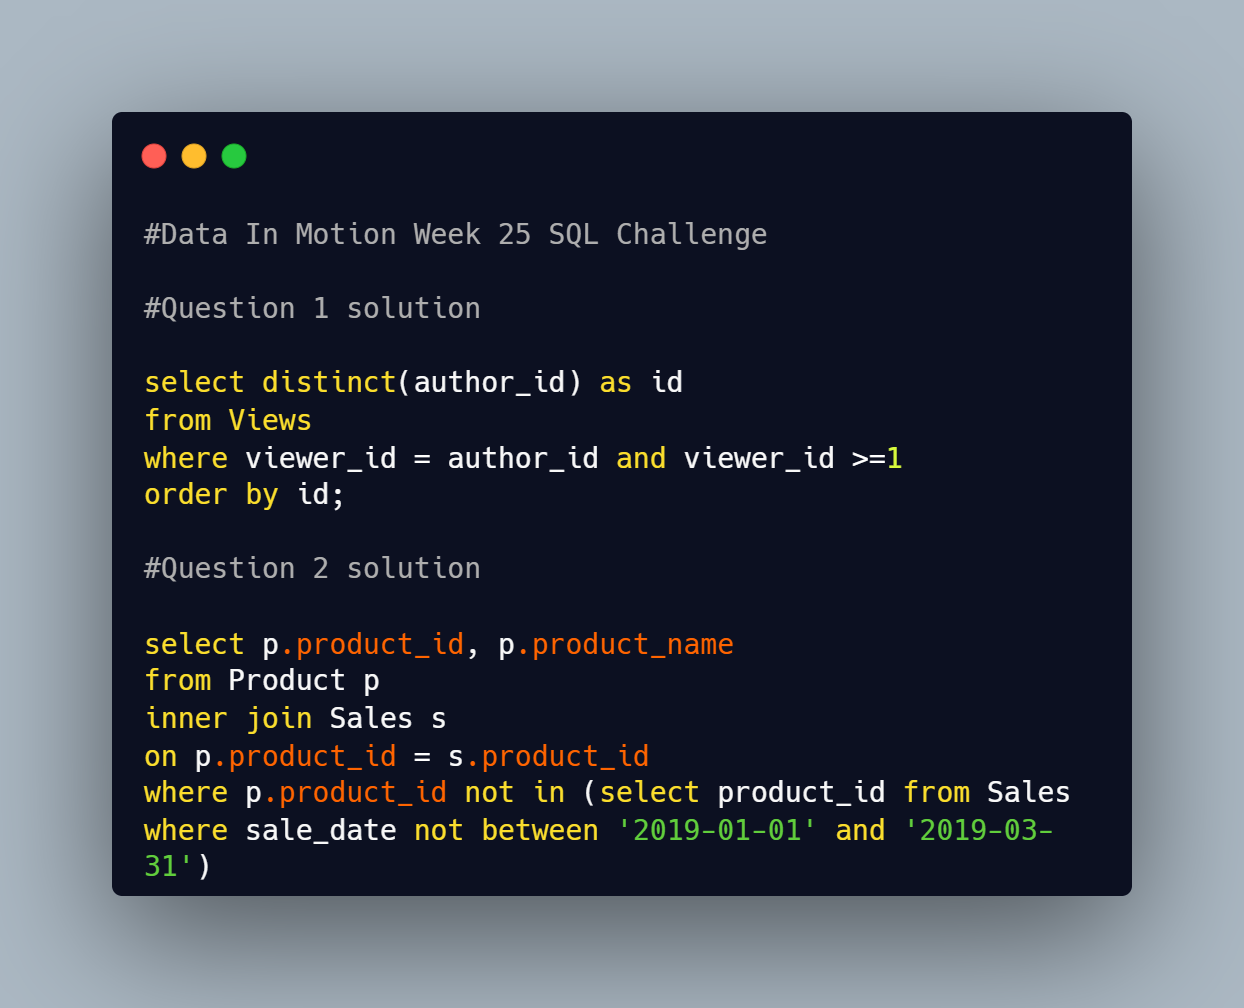 #Data In Motion Week 25 SQL Challenge
#Question 1 solution
select distinct(author_id) as id
from Views
where viewer_id = author_id and viewer_id >=1
order by id;
#Question 2 solution
select p.product_id, p.product_name
from Product p
inner join Sales s
on p.product_id = s.product_id
where p.product_id not in (select product_id from Sales
where sale_date not between '2019-01-01' and '2019-03-
31')